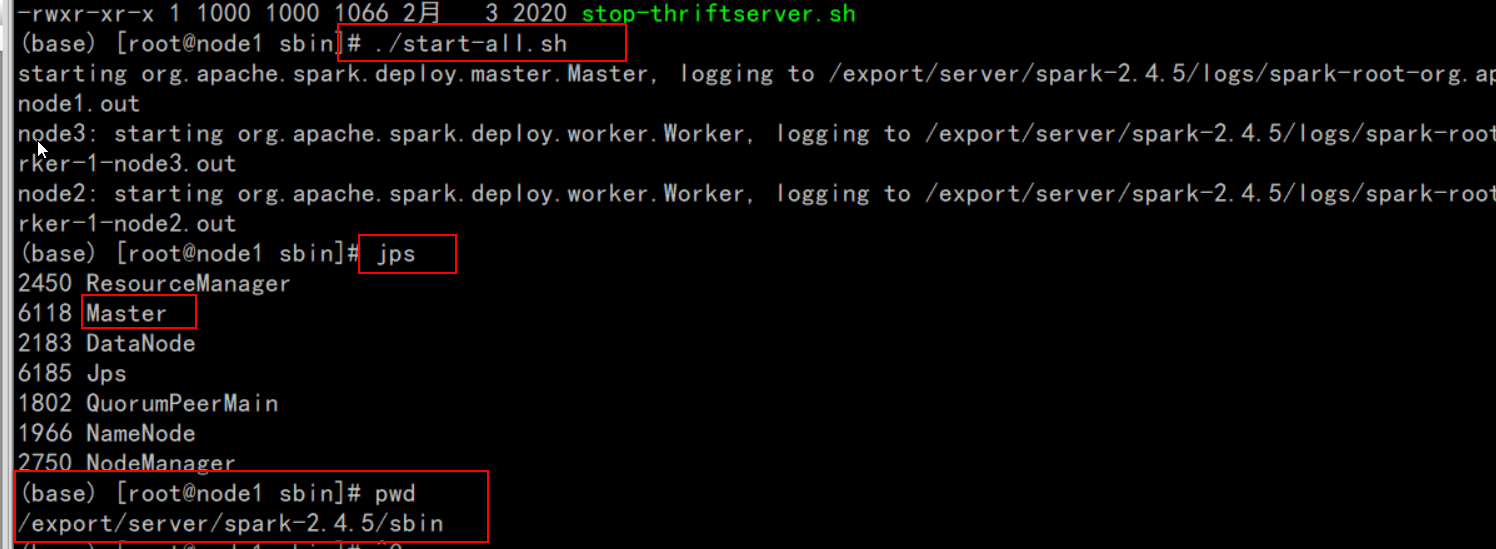 -rwxr-xr-x 1 1000 1000 1066 2月   3 2020 stop-thriftserver.sh
(base) [root@node1 sbin]# ./start-all.sh
starting org.apache.spark.deploy.master.Master, logging to /export/server/spark-2.4.5/logs/spark-root-org.ap
node1.out
node3: starting org.apache.spark.deploy.worker.Worker, logging to /export/server/spark-2.4.5/logs/spark-root
rker-1-node3.out
node2: starting org.apache.spark.deploy.worker.Worker, logging to /export/server/spark-2.4.5/logs/spark-root
rker-1-node2.out
(base) [root@node1 sbin]# jps
2450 ResourceManager
6118 Master
2183 DataNode
6185 Jps
1802 QuorumPeerMain
1966 NameNode
2750 NodeManager
(base) [root@node1 sbin]# pwd
/export/server/spark-2.4.5/sbin